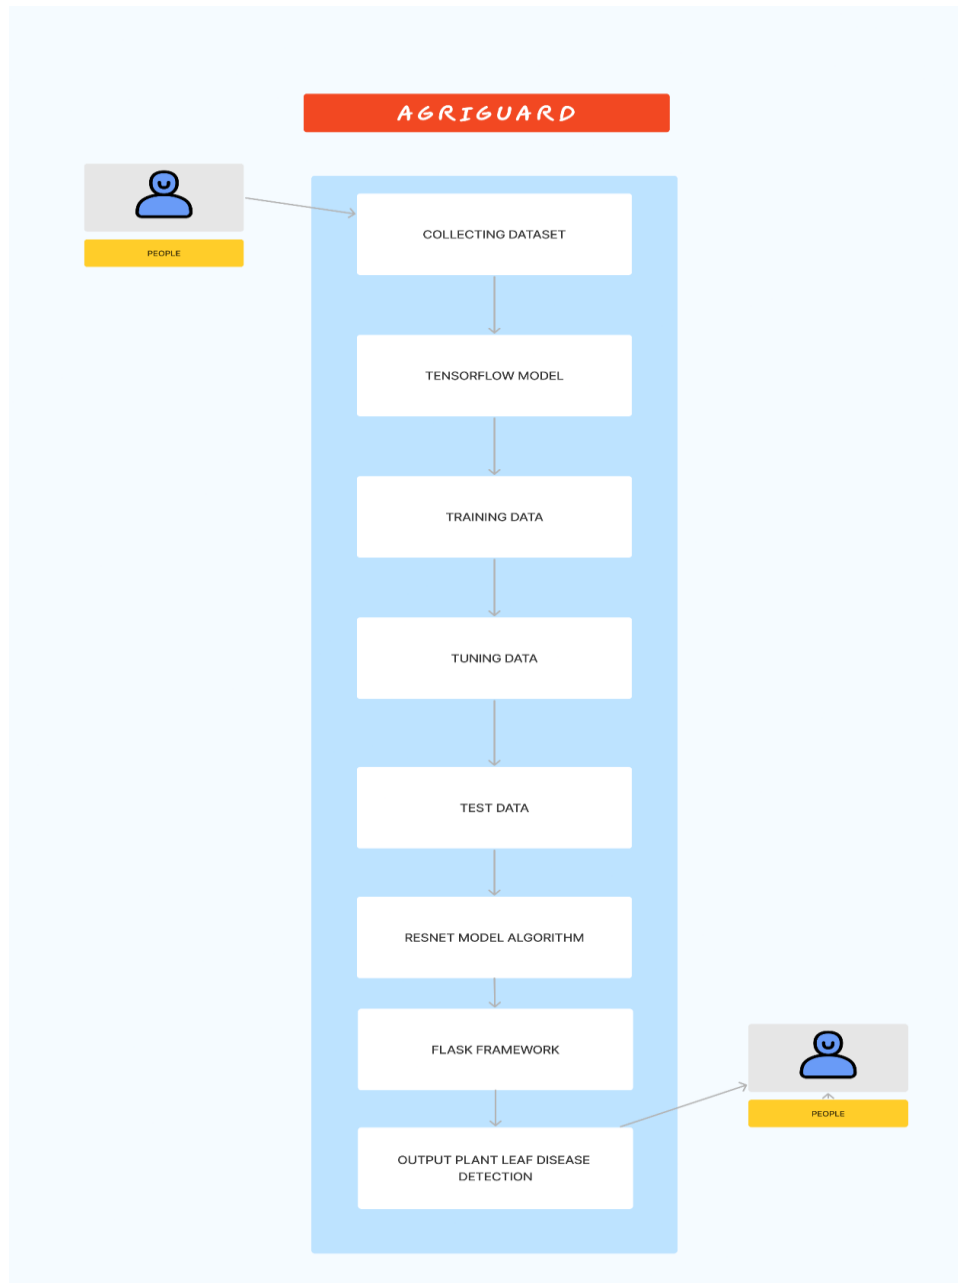 AGRIGUARD
PEOPLE
COLLECTING DATASET
TENSORFLOW MODEL
TRAINING DATA
TUNING DATA
TEST DATA
RESNET MODEL ALGORITHM
FLASK FRAMEWORK
PEOPLE
OUTPUT PLANT LEAF DISEASE
DETECTION